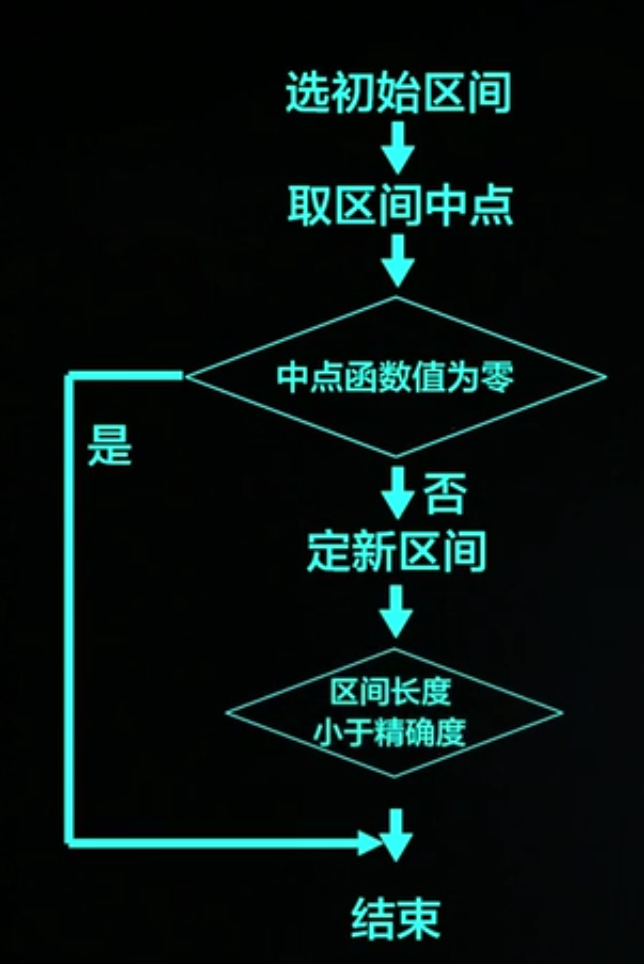 选初始区间
取区间中点
中点函数值为零
是
否
定新区间
区间长度
小于精确度
结束